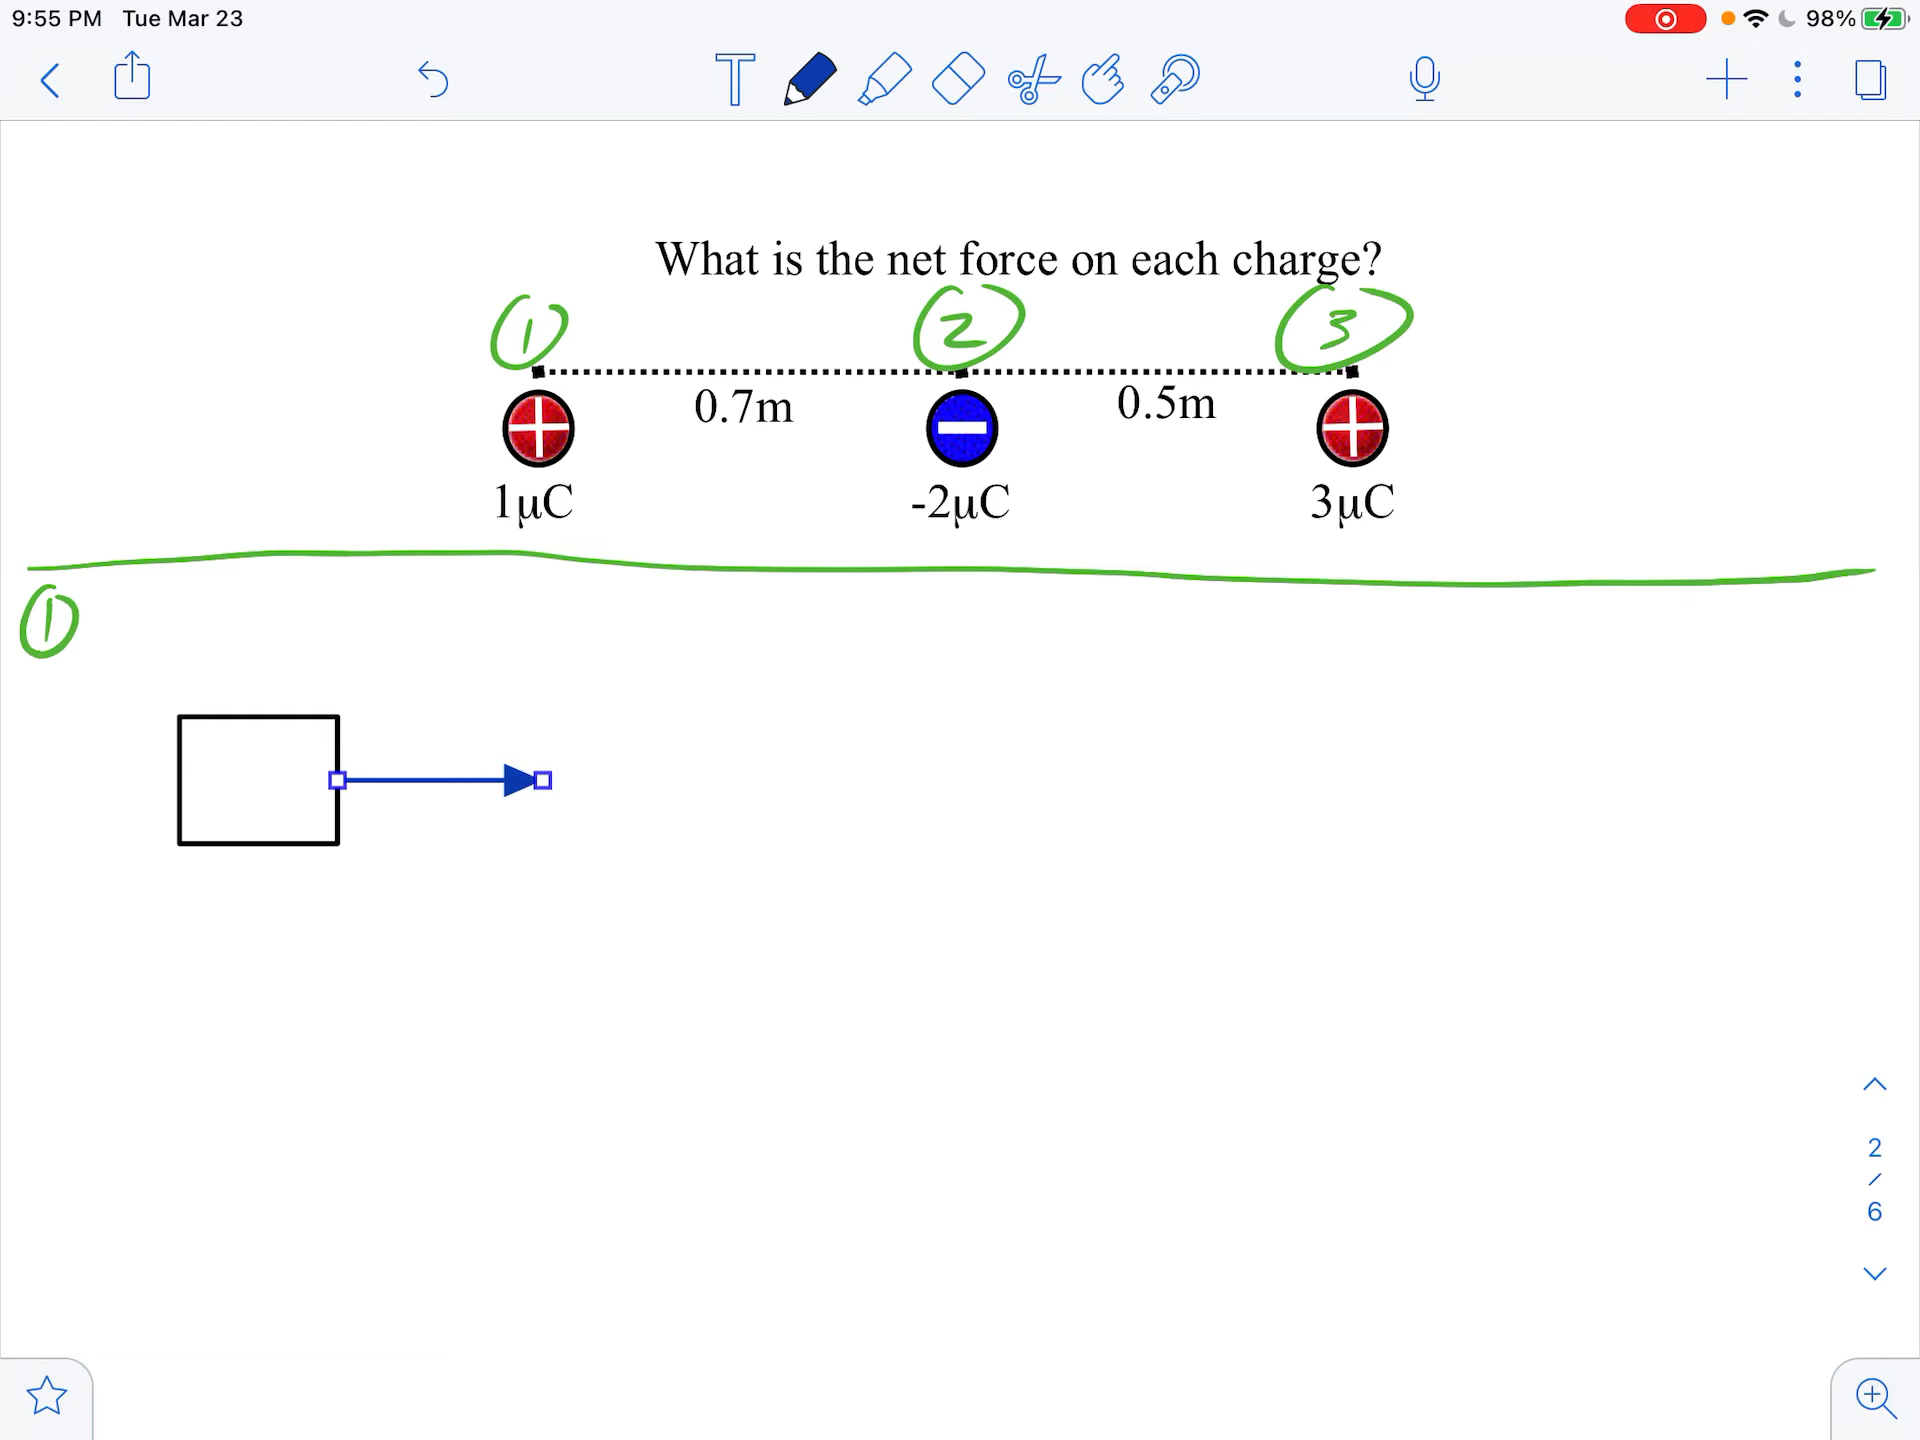 9:55 PM Tue Mar 23 98%
T
What is the net force on each charge?
1 2 3
0.7m 0.5m
1μC -2μC 3μC
1
2
/
6